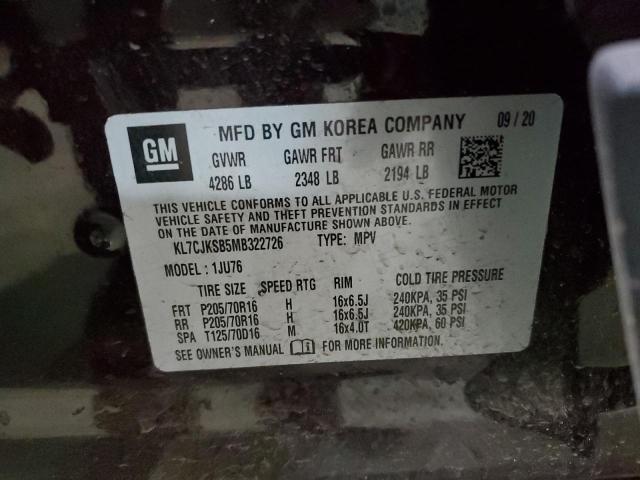 GM
MFD BY GM KOREA COMPANY 09 / 20
GVWR GAWR FRT GAWR RR
4286 LB 2348 LB 2194 LB
THIS VEHICLE CONFORMS TO ALL APPLICABLE U.S. FEDERAL MOTOR
VEHICLE SAFETY AND THEFT PREVENTION STANDARDS IN EFFECT
ON THE DATE OF MANUFACTURE SHOWN ABOVE.
KL7CJKSB5MB322726 TYPE: MPV
MODEL : 1JU76
TIRE SIZE SPEED RTG RIM COLD TIRE PRESSURE
FRT P205/70R16 H 16x6.5J 240KPA, 35 PSI
RR P205/70R16 H 16x6.5J 240KPA, 35 PSI
SPA T125/70D16 M 16x4.0T 420KPA, 60 PSI
SEE OWNER'S MANUAL FOR MORE INFORMATION.